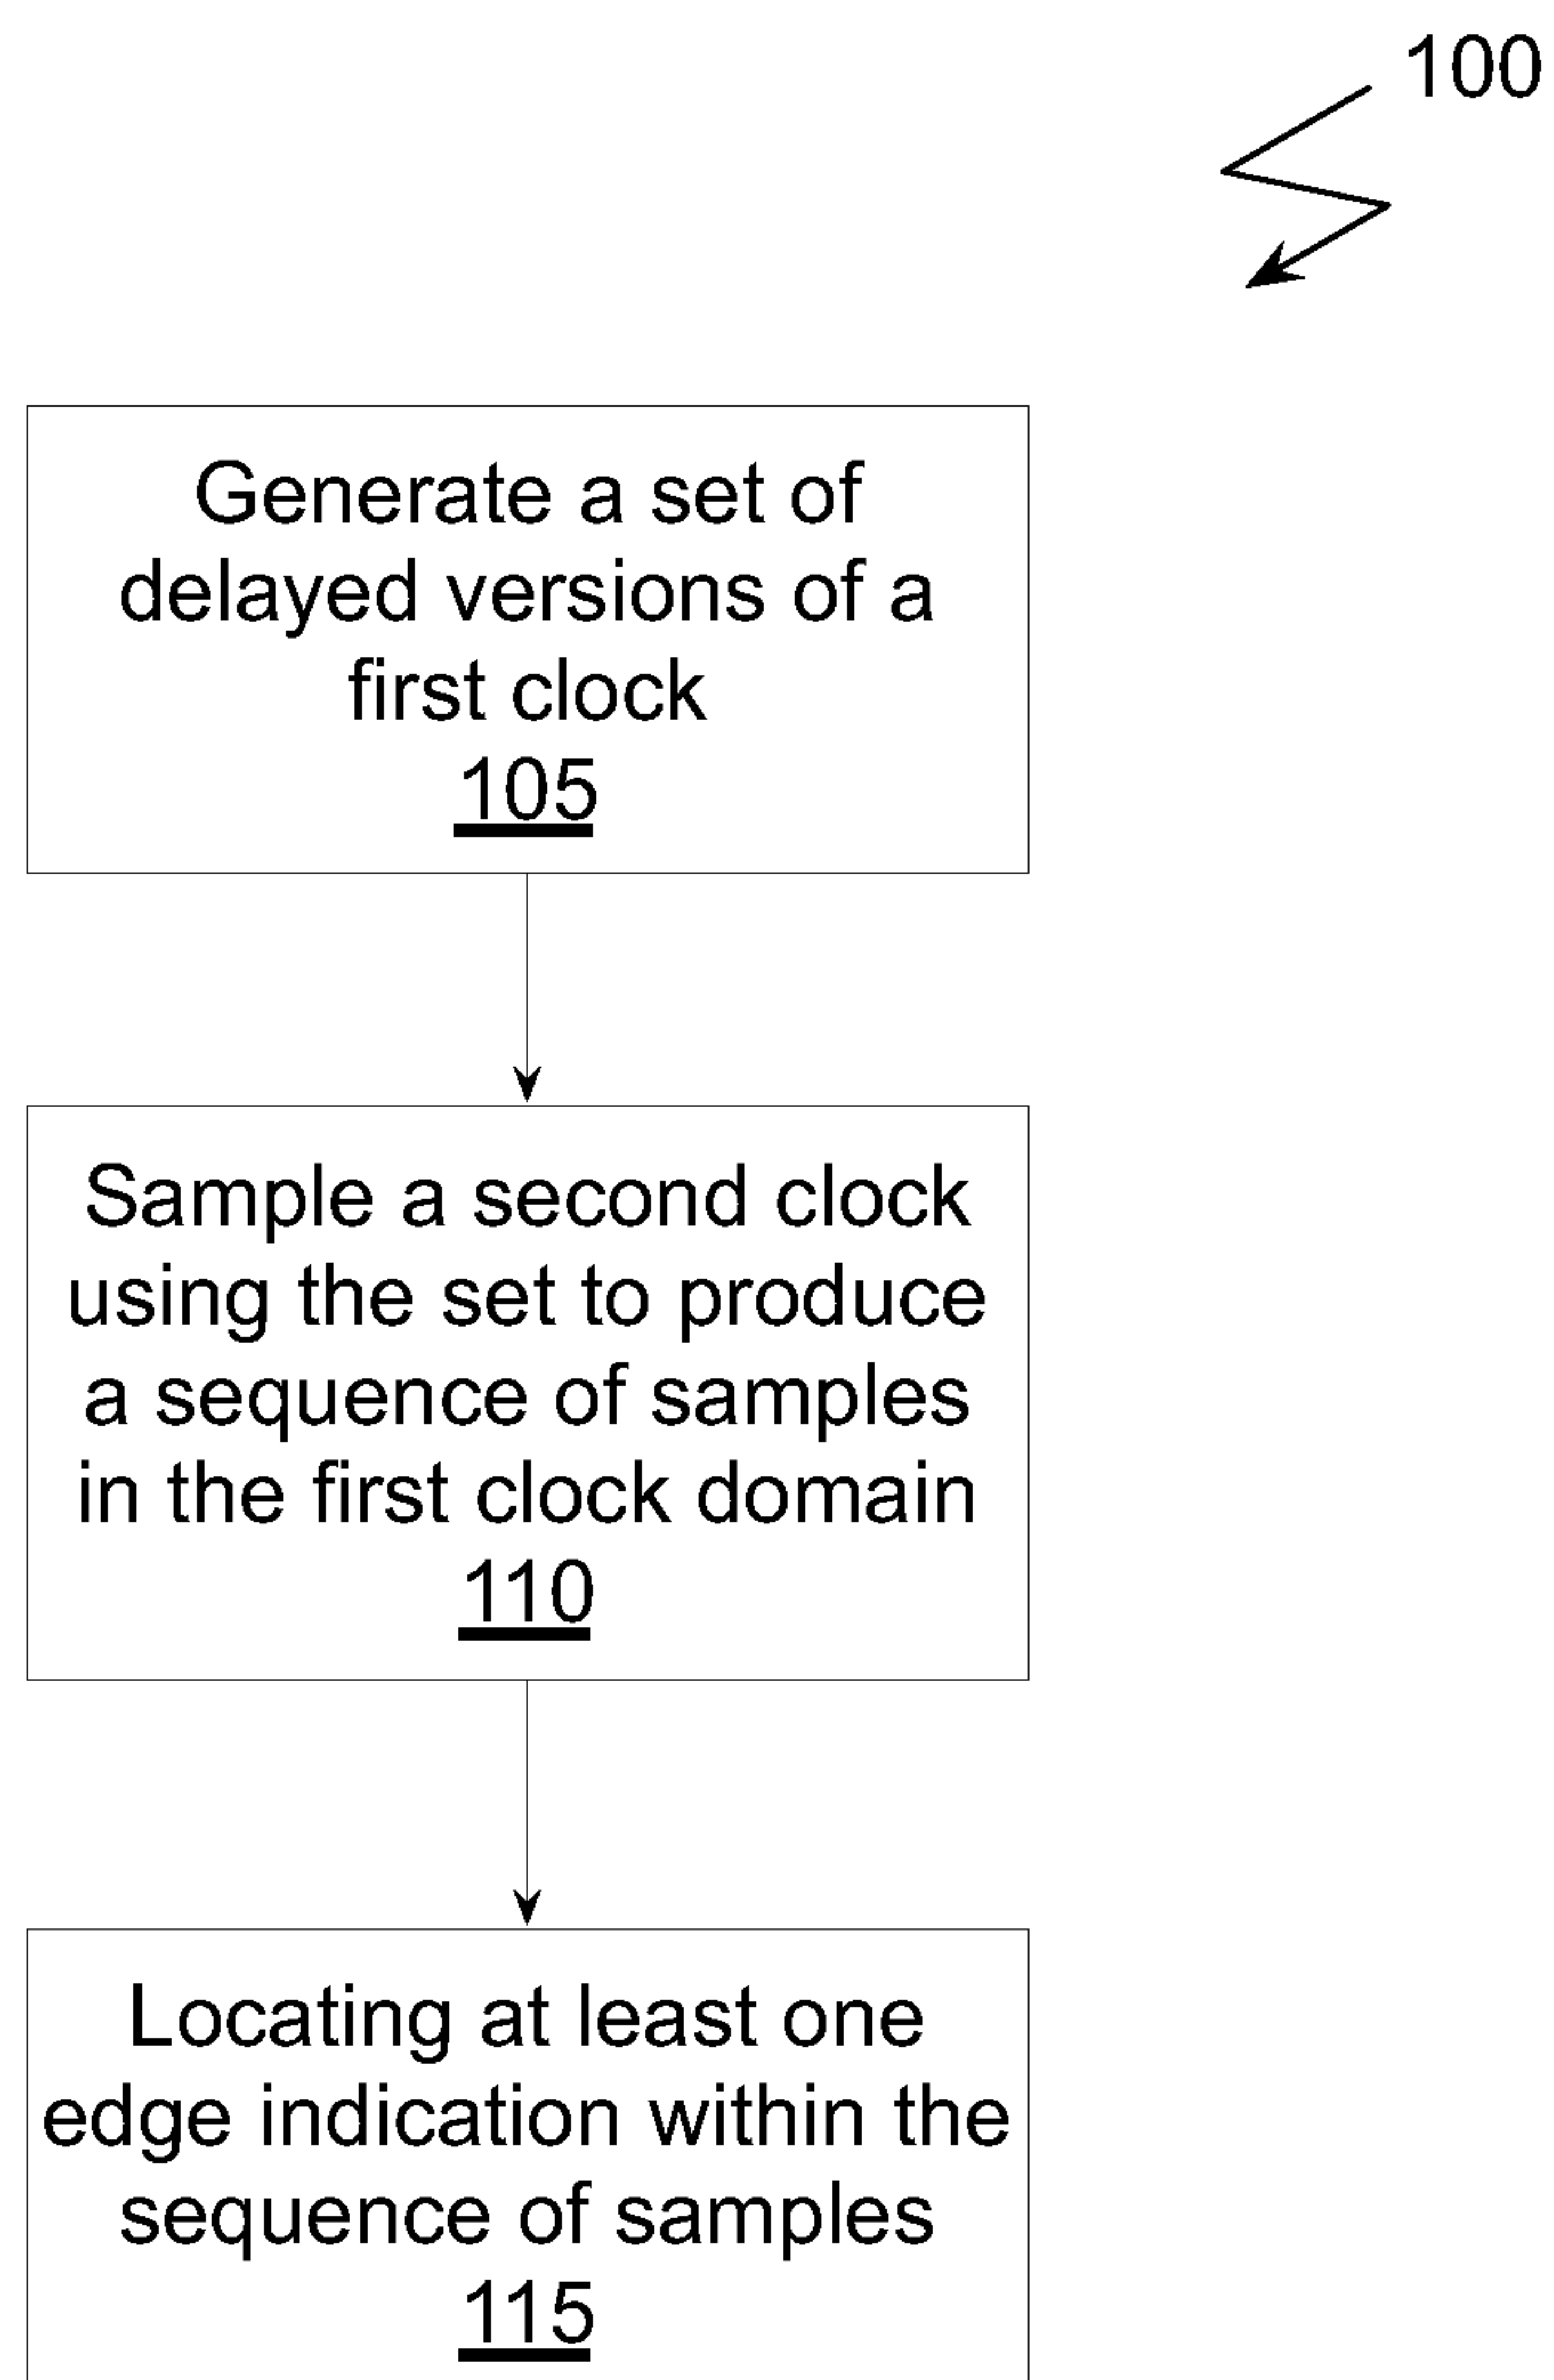 100
Generate a set of
delayed versions of a
first clock
105
Sample a second clock
using the set to produce
a sequence of samples
in the first clock domain
110
Locating at least one
edge indication within the
sequence of samples
115